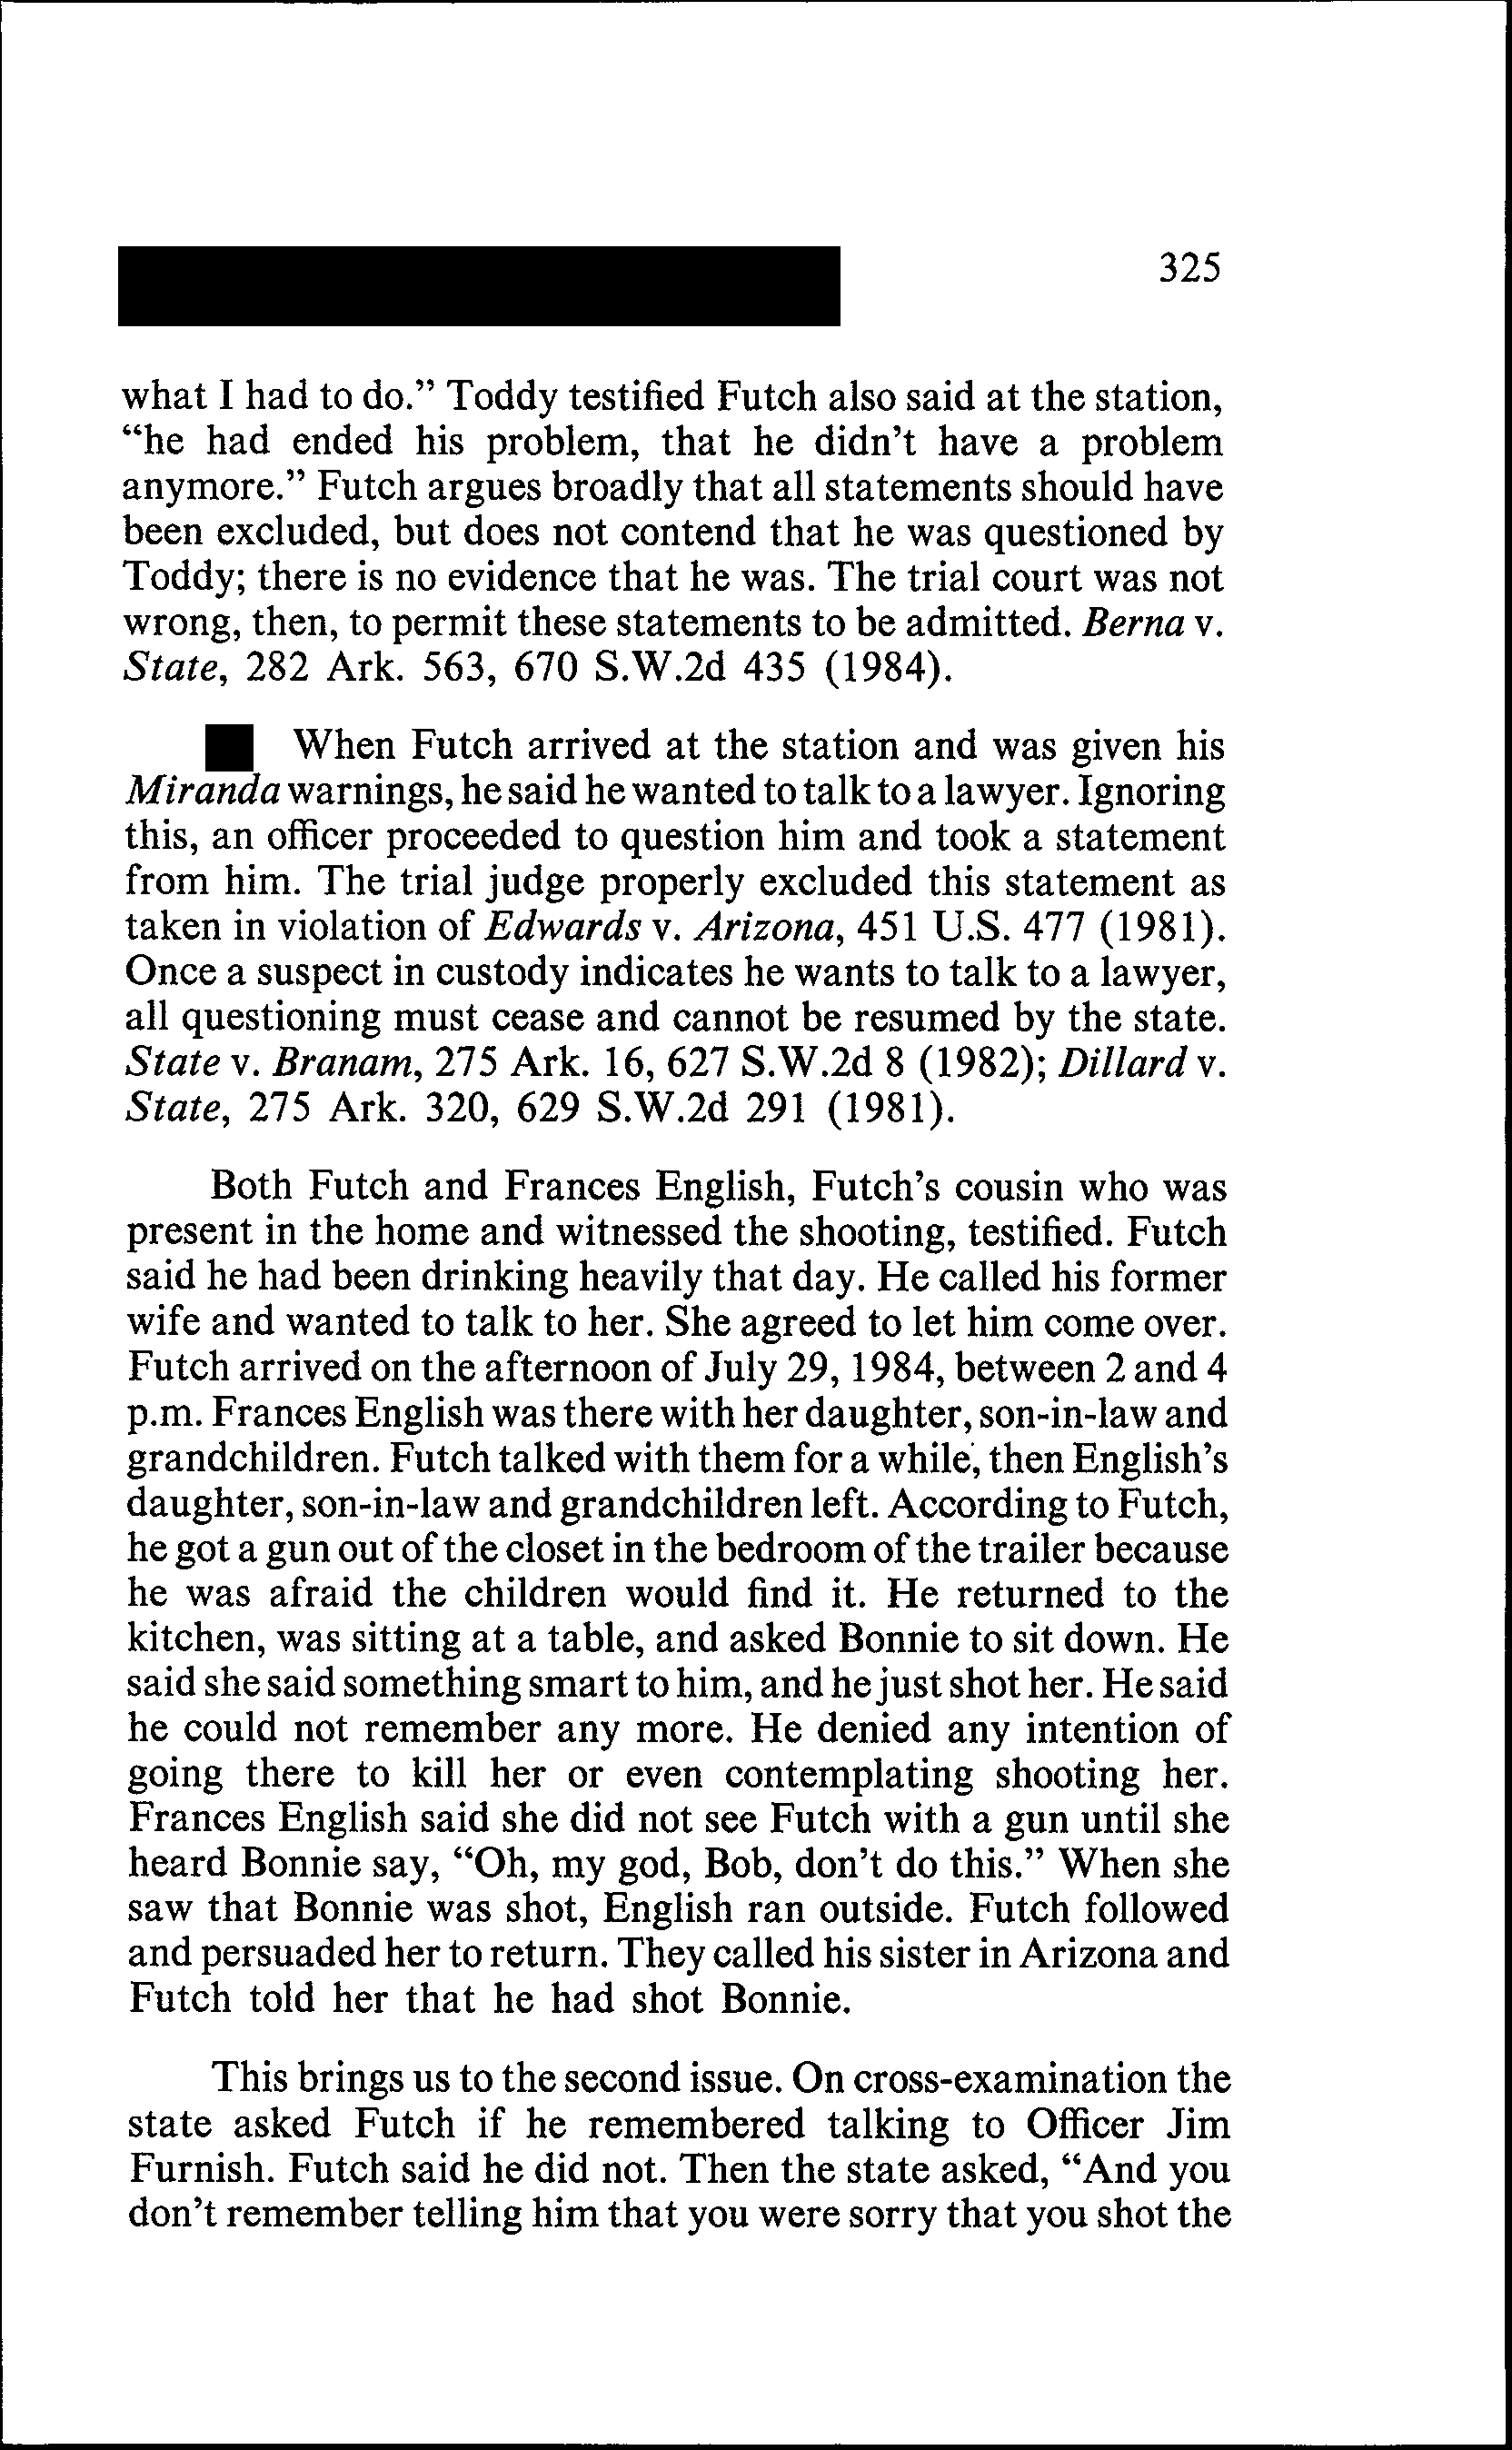 325
what I had to do.” Toddy testified Futch also said at the station,
“he had ended his problem, that he didn’t have a problem
anymore.” Futch argues broadly that all statements should have
been excluded, but does not contend that he was questioned by
Toddy; there is no evidence that he was. The trial court was not
wrong, then, to permit these statements to be admitted. Berna v.
State, 282 Ark. 563, 670 S.W.2d 435 (1984).
When Futch arrived at the station and was given his
Miranda warnings, he said he wanted to talk to a lawyer. Ignoring
this, an officer proceeded to question him and took a statement
from him. The trial judge properly excluded this statement as
taken in violation of Edwards v. Arizona, 451 U.S. 477 (1981).
Once a suspect in custody indicates he wants to talk to a lawyer,
all questioning must cease and cannot be resumed by the state.
State v. Branam, 275 Ark. 16, 627 S.W.2d 8 (1982); Dillard v.
State, 275 Ark. 320, 629 S.W.2d 291 (1981).
Both Futch and Frances English, Futch’s cousin who was
present in the home and witnessed the shooting, testified. Futch
said he had been drinking heavily that day. He called his former
wife and wanted to talk to her. She agreed to let him come over.
Futch arrived on the afternoon of July 29, 1984, between 2 and 4
p.m. Frances English was there with her daughter, son-in-law and
grandchildren. Futch talked with them for a while, then English’s
daughter, son-in-law and grandchildren left. According to Futch,
he got a gun out of the closet in the bedroom of the trailer because
he was afraid the children would find it. He returned to the
kitchen, was sitting at a table, and asked Bonnie to sit down. He
said she said something smart to him, and he just shot her. He said
he could not remember any more. He denied any intention of
going there to kill her or even contemplating shooting her.
Frances English said she did not see Futch with a gun until she
heard Bonnie say, “Oh, my god, Bob, don’t do this.” When she
saw that Bonnie was shot, English ran outside. Futch followed
and persuaded her to return. They called his sister in Arizona and
Futch told her that he had shot Bonnie.
This brings us to the second issue. On cross-examination the
state asked Futch if he remembered talking to Officer Jim
Furnish. Futch said he did not. Then the state asked, “And you
don’t remember telling him that you were sorry that you shot the